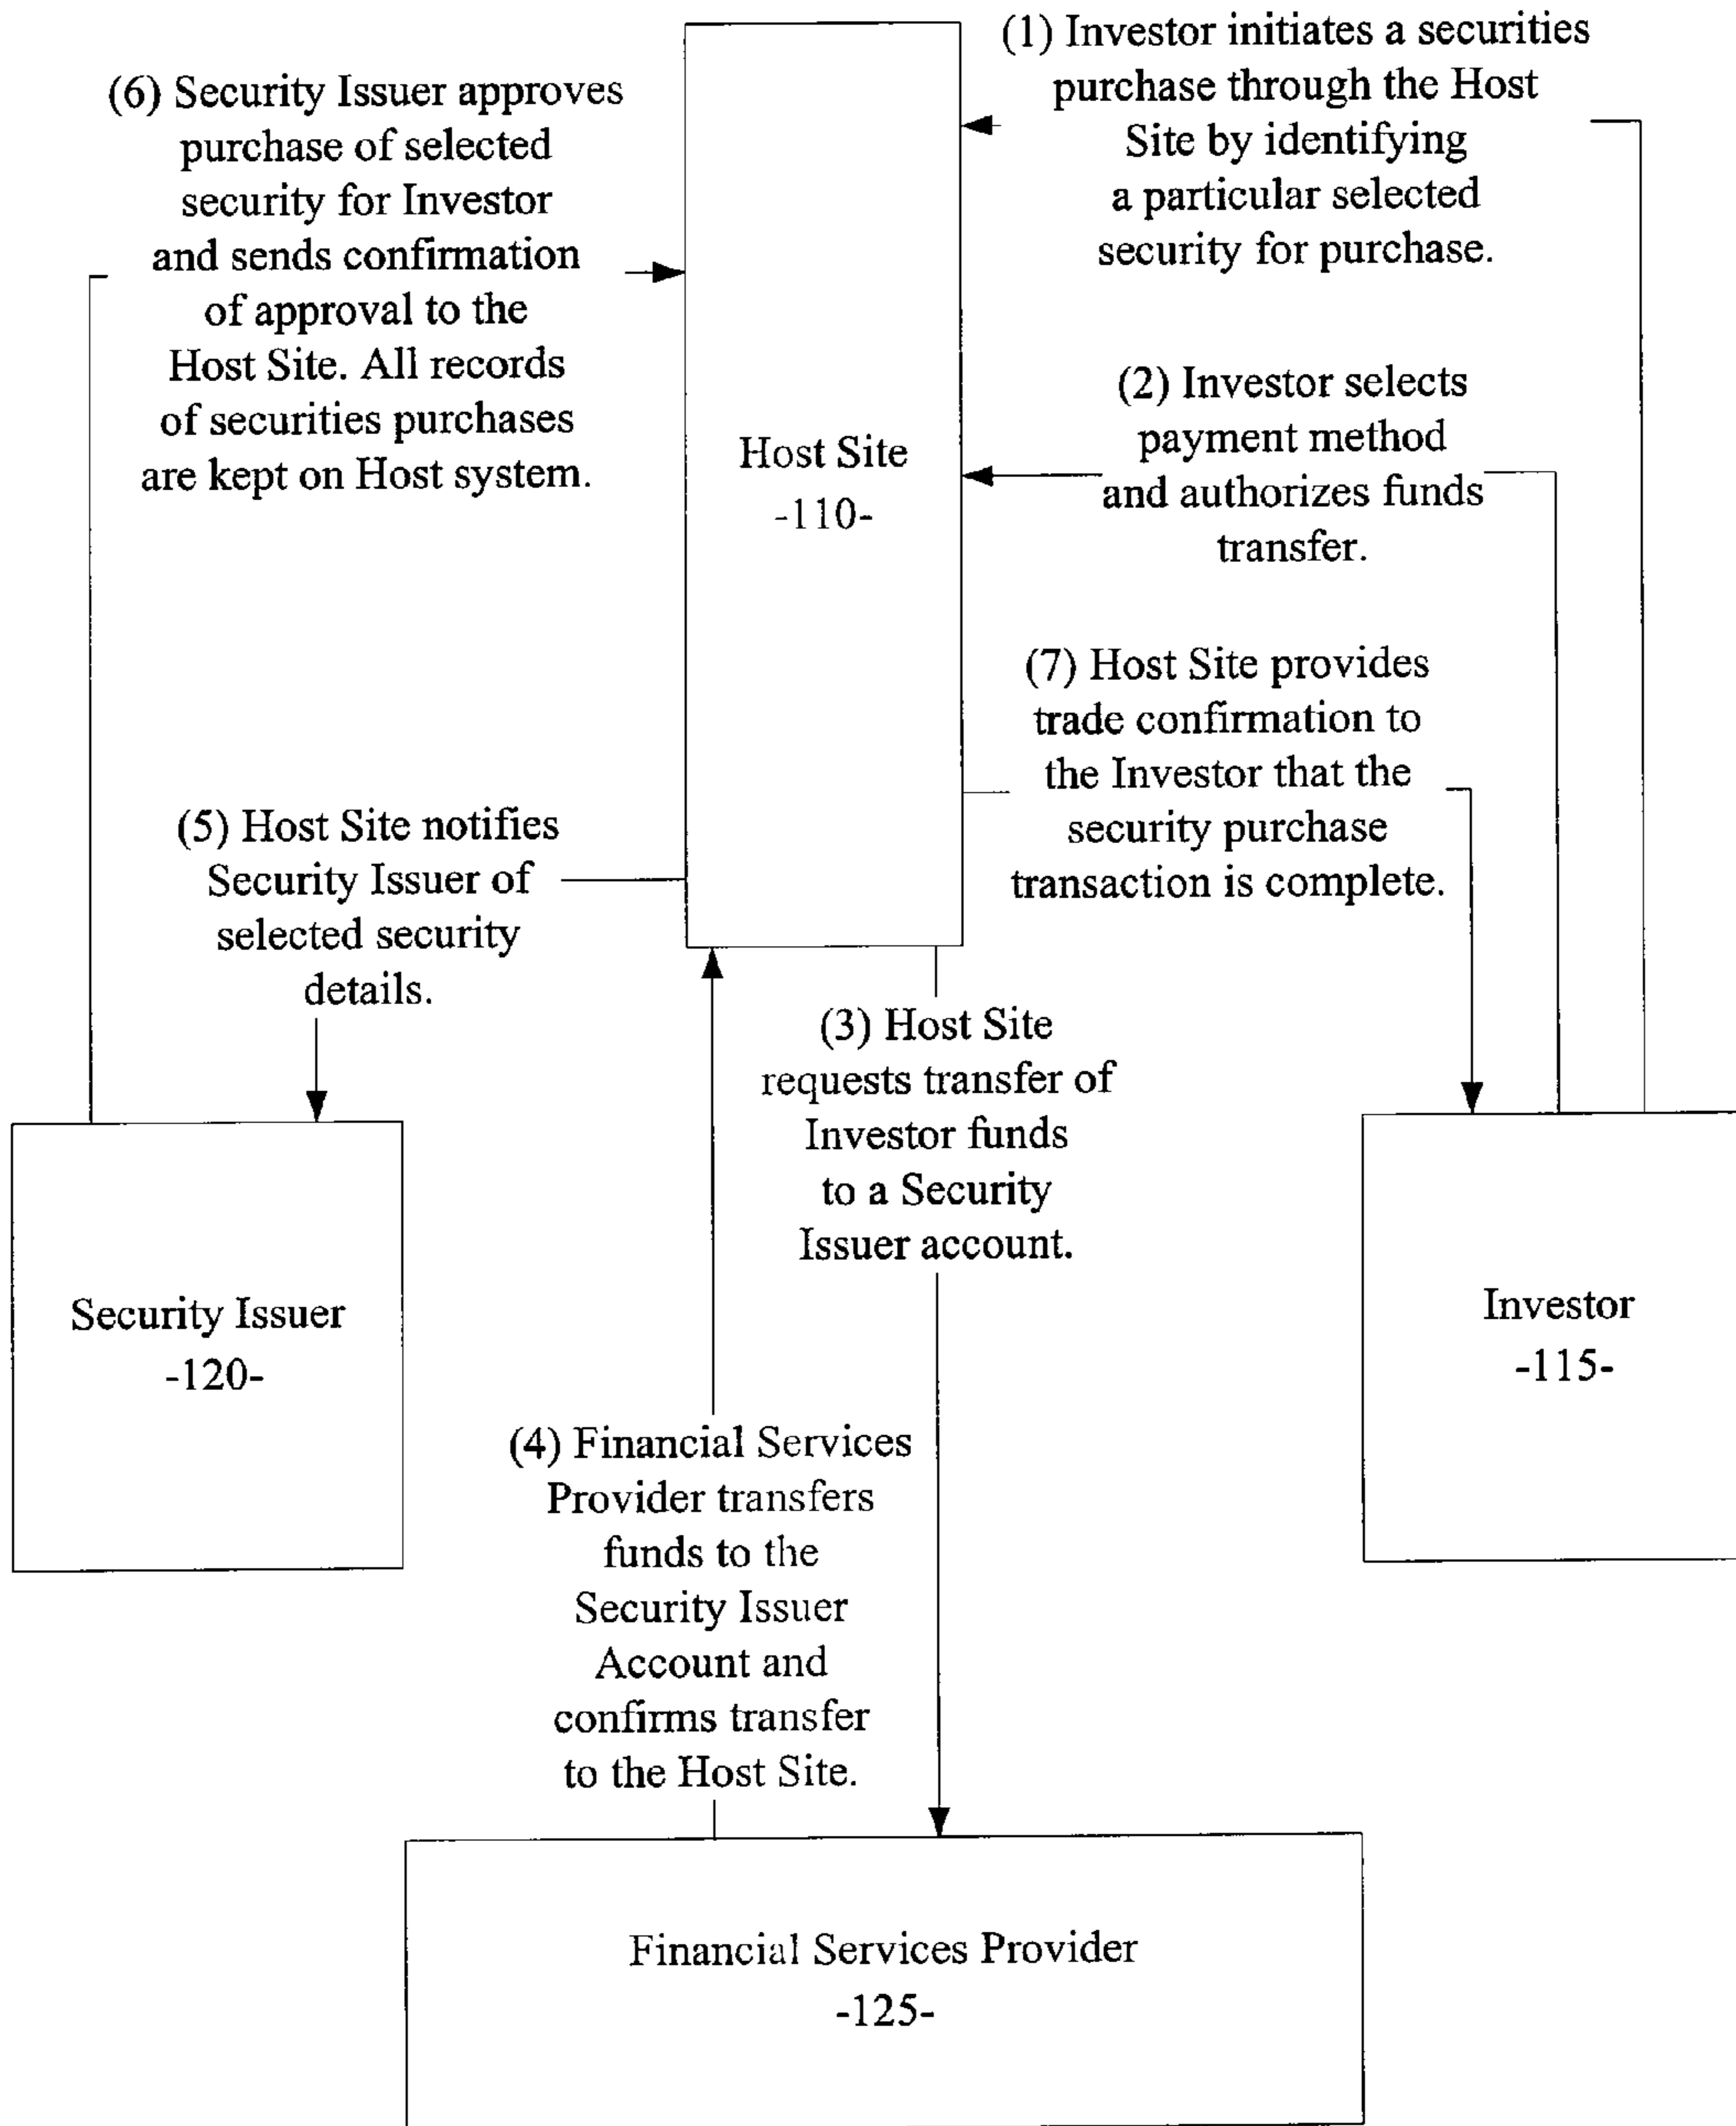 (1) Investor initiates a securities
purchase through the Host
Site by identifying
a particular selected
security for purchase.
(6) Security Issuer approves
purchase of selected
security for Investor
and sends confirmation
of approval to the
Host Site. All records
of securities purchases
are kept on Host system.
Host Site
-110-
(2) Investor selects
payment method
and authorizes funds
transfer.
(7) Host Site provides
trade confirmation to
the Investor that the
security purchase
transaction is complete.
(5) Host Site notifies
Security Issuer of
selected security
details.
(3) Host Site
requests transfer of
Investor funds
to a Security
Issuer account.
Security Issuer
-120-
Investor
-115-
(4) Financial Services
Provider transfers
funds to the
Security Issuer
Account and
confirms transfer
to the Host Site.
Financial Services Provider
-125-